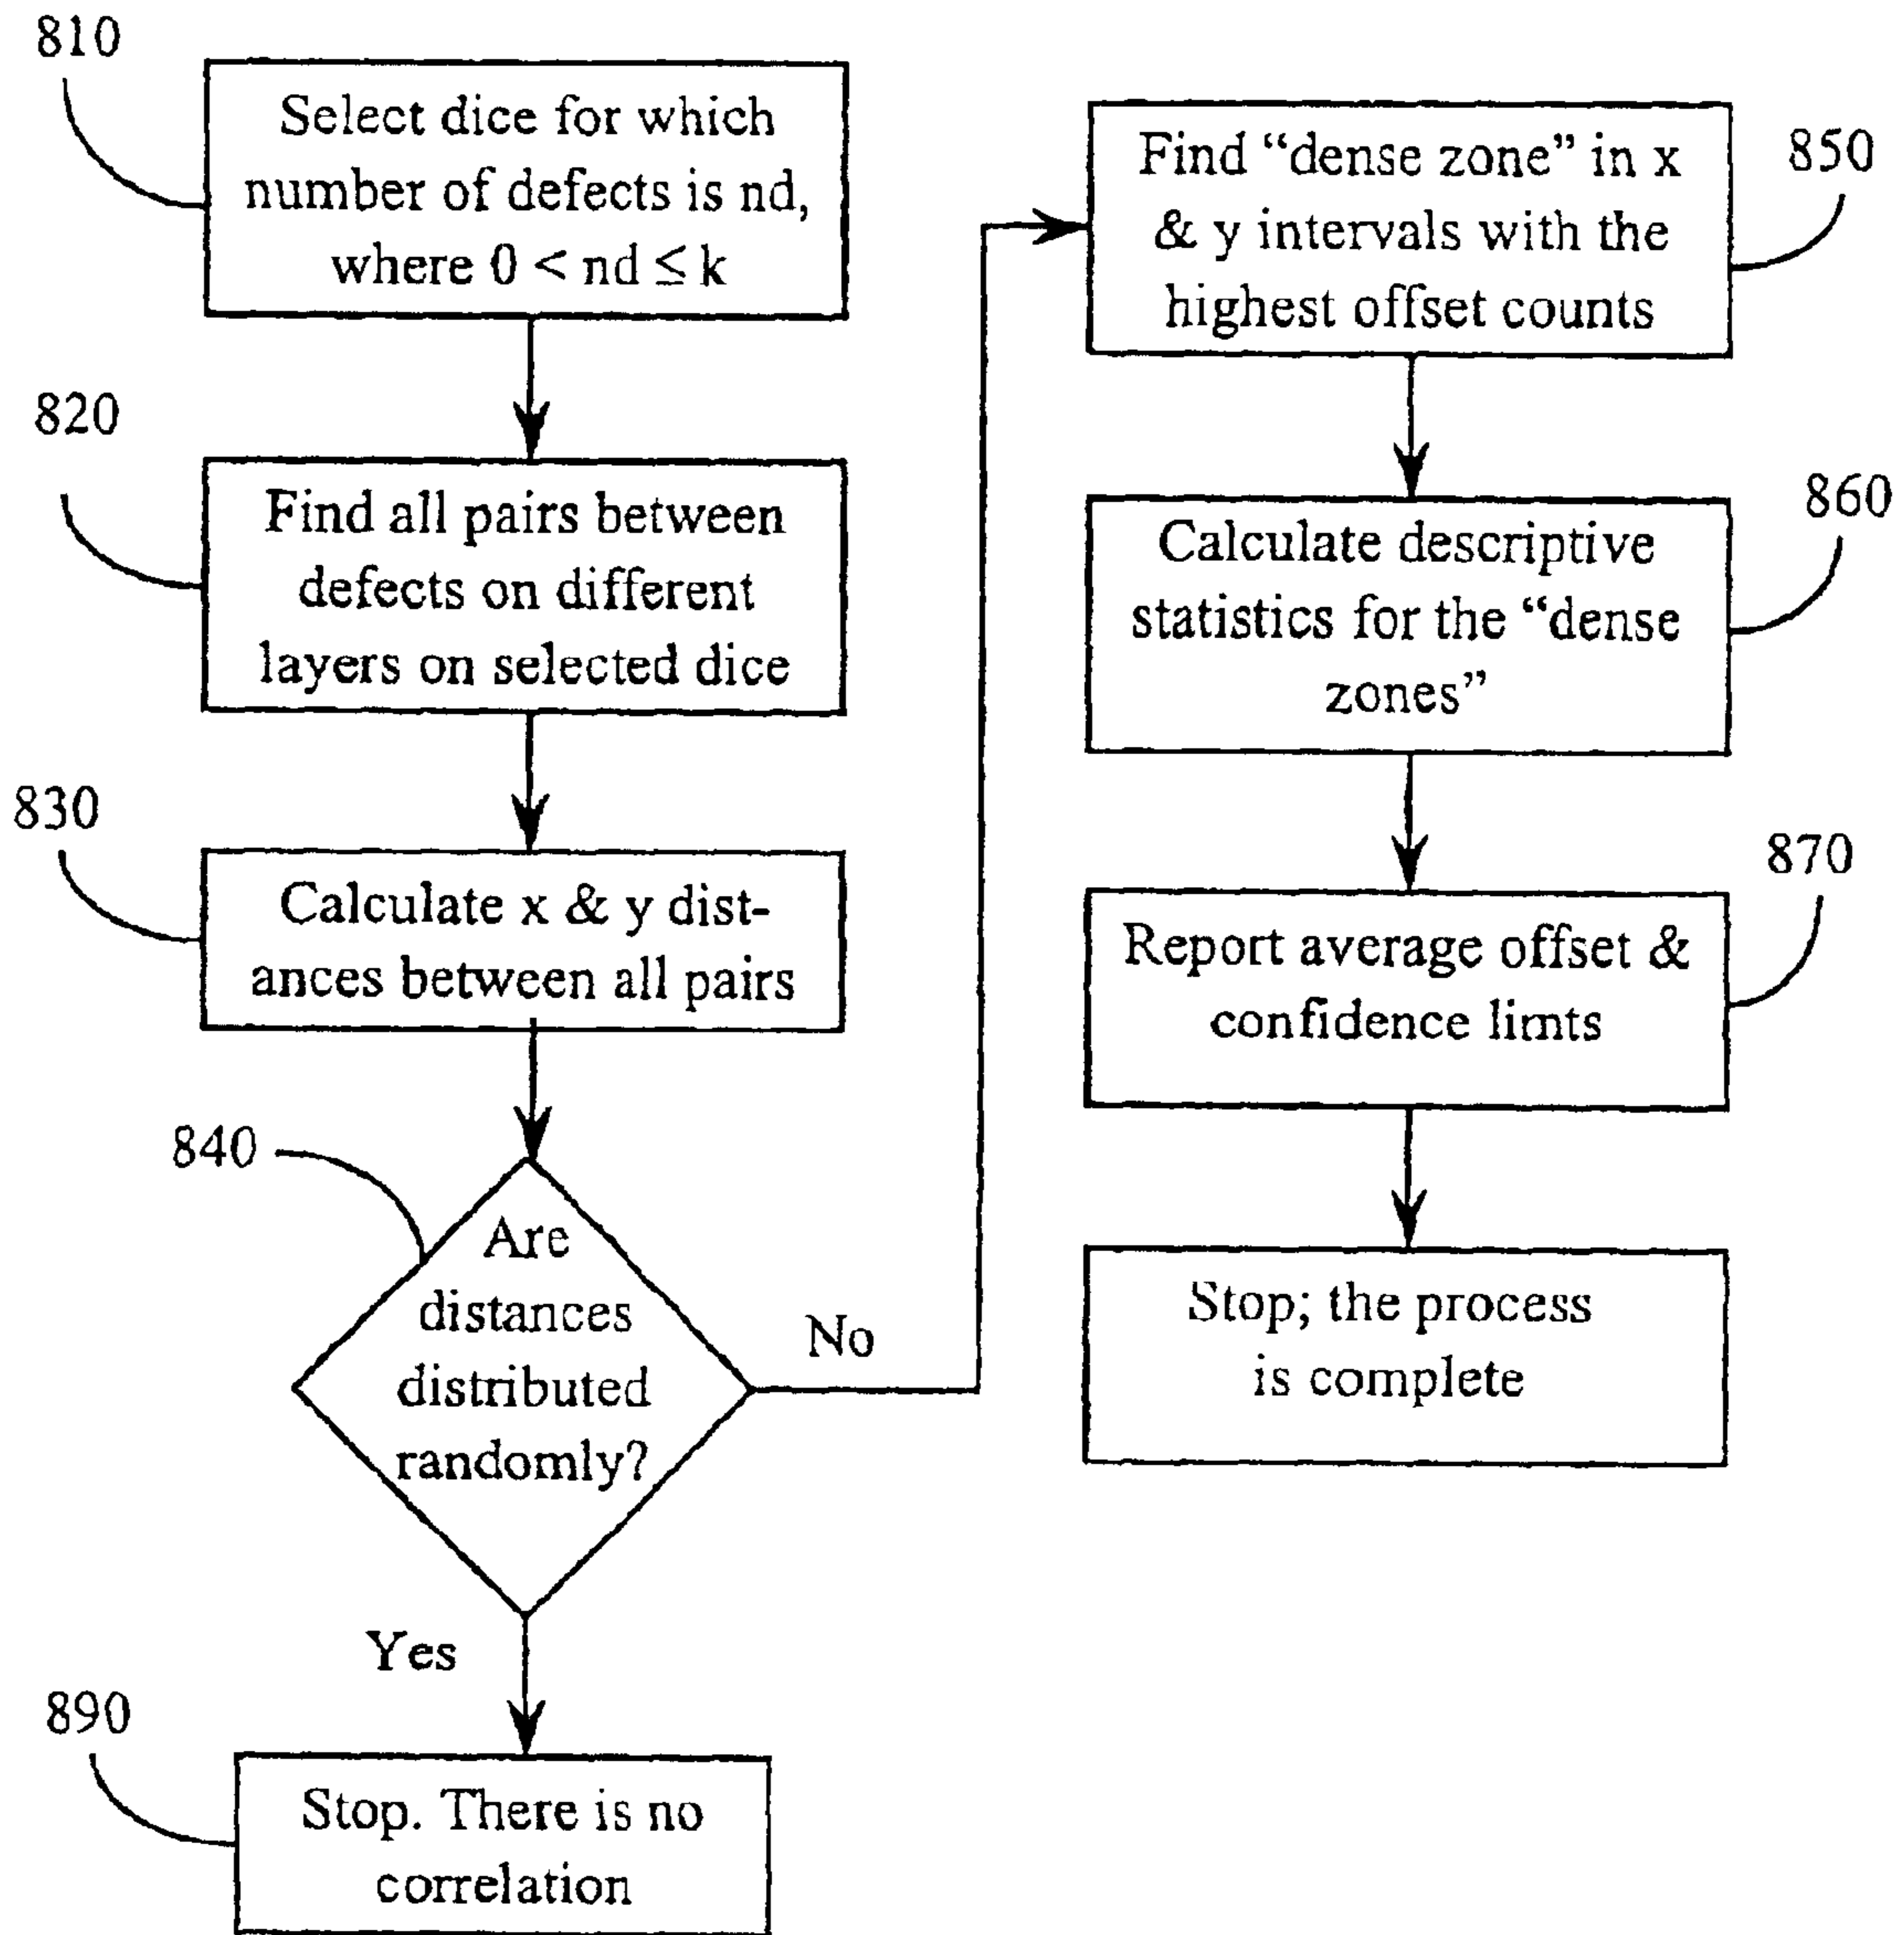 810
Select dice for which
number of defects is nd,
where 0 < nd ≤ k
820
Find all pairs between
defects on different
layers on selected dice
830
Calculate x & y dist-
ances between all pairs
840
Are
distances
distributed
randomly?
No
Yes
890
Stop. There is no
correlation
850
Find “dense zone” in x
& y intervals with the
highest offset counts
860
Calculate descriptive
statistics for the “dense
zones”
870
Report average offset &
confidence limts
Stop; the process
is complete